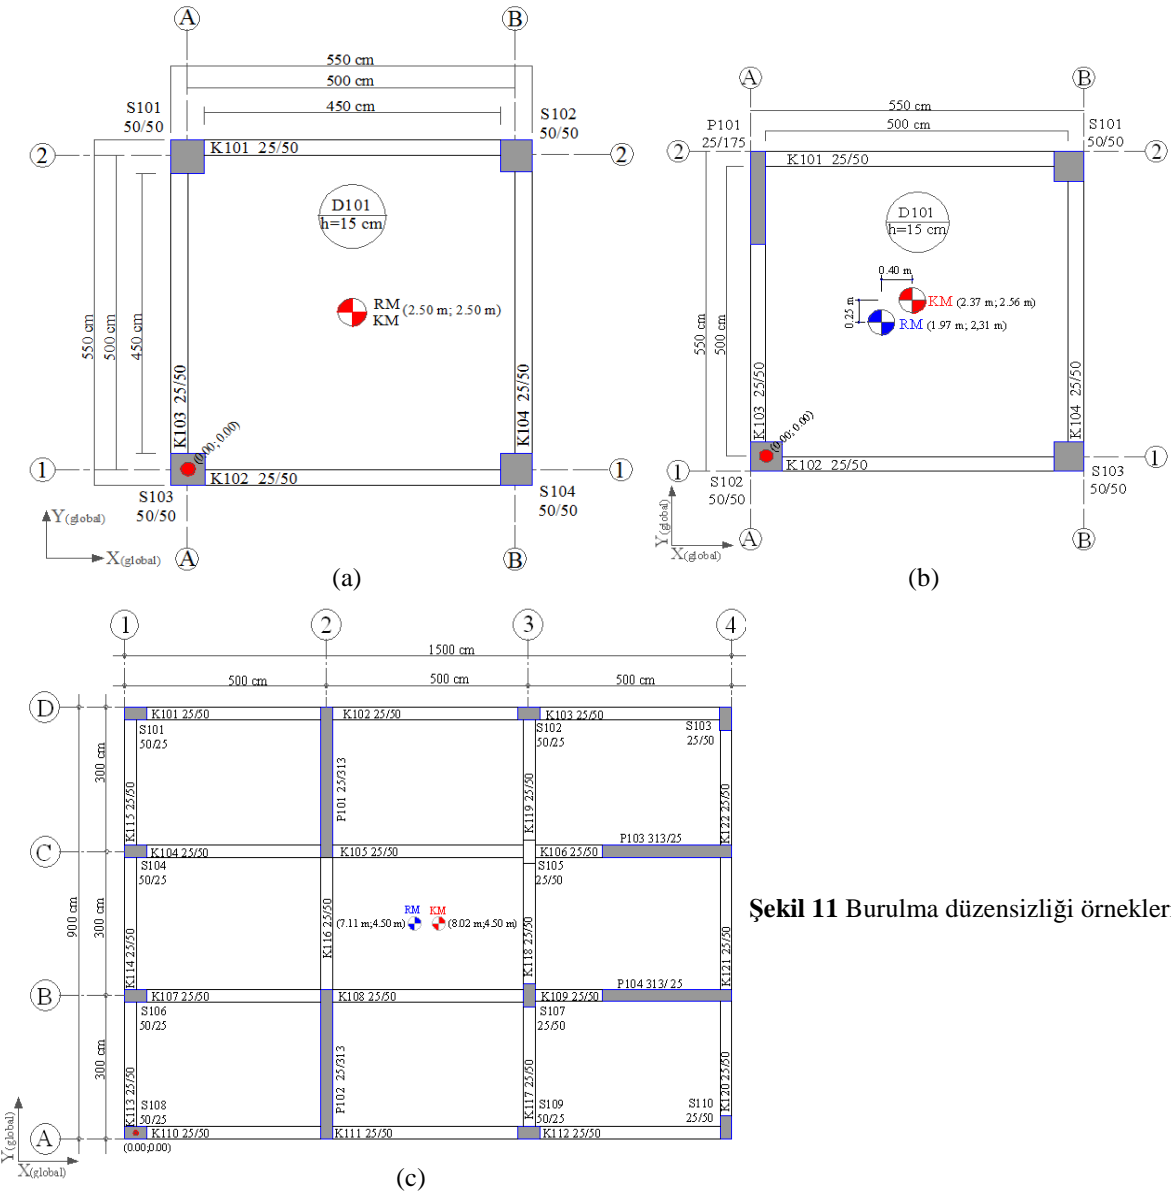 A
B
550 cm
500 cm
450 cm
S101
50/50
S102
50/50
2
K101 25/50
2
D101
h=15 cm
RM
KM
(2.50 m; 2.50 m)
550 cm
500 cm
450 cm
K103 25/50
K104 25/50
(0.00; 0.00)
1
K102 25/50
1
S103
50/50
S104
50/50
Y(global)
X(global)
A
B
(a)
A
B
550 cm
500 cm
P101
25/175
S101
50/50
2
K101 25/50
2
D101
h=15 cm
0.40 m
0.25 m
KM (2.37 m; 2.56 m)
RM (1.97 m; 2,31 m)
550 cm
500 cm
K103 25/50
K104 25/50
(0.00; 0.00)
1
K102 25/50
1
S102
50/50
S103
50/50
Y(global)
X(global)
A
B
(b)
1
2
3
4
1500 cm
500 cm
500 cm
500 cm
D
K101 25/50
K102 25/50
K103 25/50
S101
50/25
S102
50/25
S103
25/50
300 cm
K115 25/50
P101 25/313
K119 25/50
K122 25/50
P103 313/25
C
K104 25/50
K105 25/50
K106 25/50
S104
50/25
S105
25/50
900 cm
300 cm
K114 25/50
K116 25/50
RM
KM
(7.11 m;4.50 m)
(8.02 m;4.50 m)
K118 25/50
K121 25/50
P104 313/25
B
K107 25/50
K108 25/50
K109 25/50
S106
50/25
S107
25/50
300 cm
K113 25/50
P102 25/313
K117 25/50
K120 25/50
S108
50/25
S109
50/25
S110
25/50
A
K110 25/50
K111 25/50
K112 25/50
(0.00;0.00)
Y(global)
X(global)
(c)
Şekil 11 Burulma düzensizliği örnekler